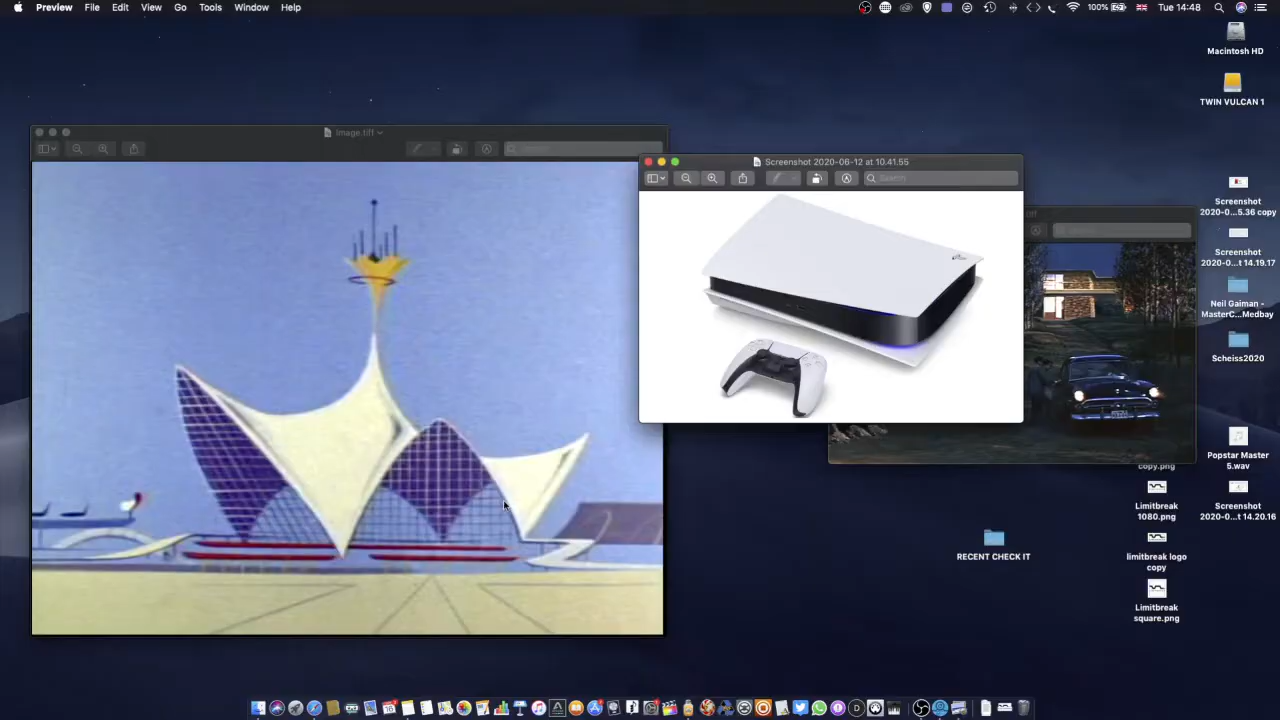 Preview File Edit View Go Tools Window Help
100% Tue 14:48
Macintosh HD
TWIN VULCAN 1
Image.tiff
Screenshot 2020-06-12 at 10.41.55
Search
Screenshot
2020-0...5.36 copy
Screenshot
2020-0...t 14.19.17
Neil Gaiman -
MasterC...Medbay
Scheiss2020
Popstar Master
5.wav
Screenshot
2020-0...t 14.20.16
copy.png
Limitbreak
1080.png
limitbreak logo
copy
Limitbreak
square.png
RECENT CHECK IT